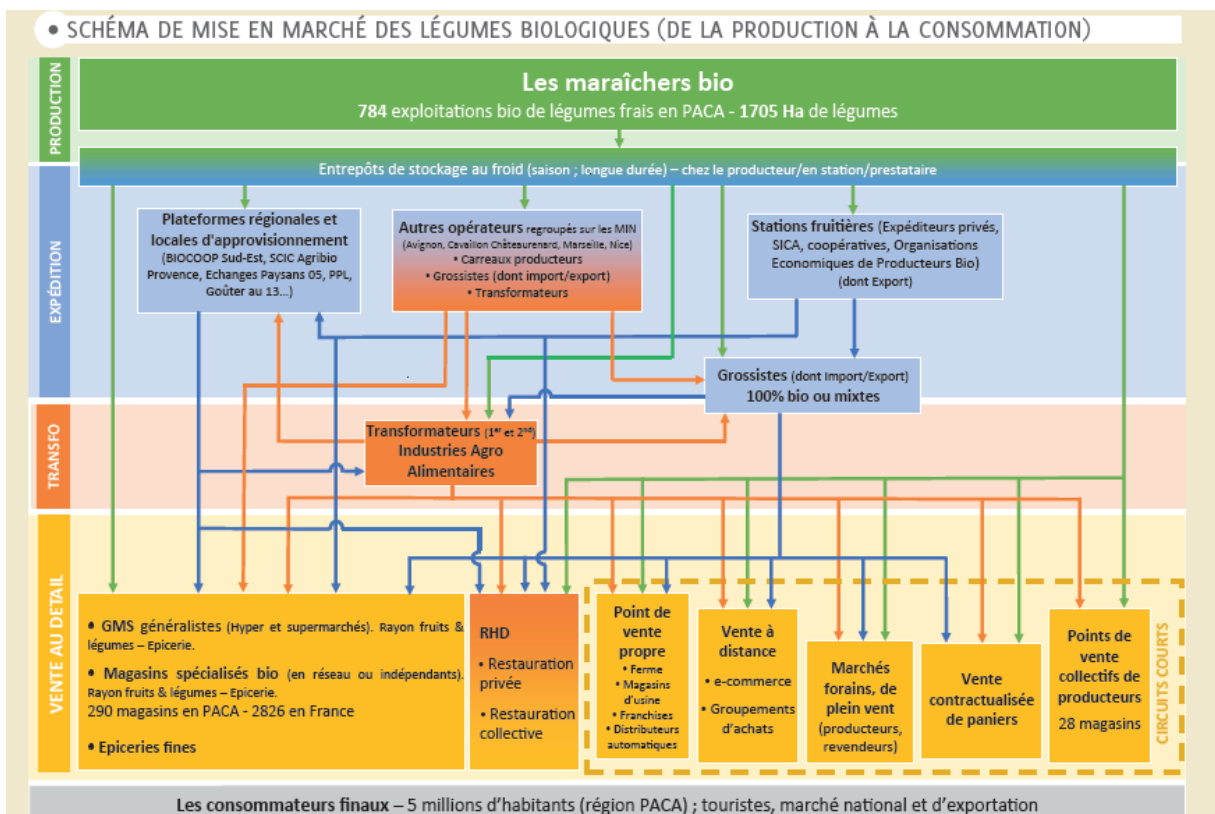 • SCHÉMA DE MISE EN MARCHÉ DES LÉGUMES BIOLOGIQUES (DE LA PRODUCTION À LA CONSOMMATION)
PRODUCTION
Les maraîchers bio
784 exploitations bio de légumes frais en PACA - 1705 Ha de légumes
Entrepôts de stockage au froid (saison ; longue durée) – chez le producteur/en station/prestataire
EXPÉDITION
Plateformes régionales et
locales d'approvisionnement
(BIOCOOP Sud-Est, SCIC Agribio
Provence, Echanges Paysans 05, PPL,
Goûter au 13...)
Autres opérateurs regroupés sur les MIN
(Avignon, Cavaillon Châteaurenard, Marseille, Nice)
• Carreaux producteurs
• Grossistes (dont import/export)
• Transformateurs
Stations fruitières (Expéditeurs privés,
SICA, coopératives, Organisations
Economiques de Producteurs Bio)
(dont Export)
Grossistes (dont Import/Export)
100% bio ou mixtes
TRANSFO
Transformateurs (1er et 2nd)
Industries Agro
Alimentaires
VENTE AU DETAIL
• GMS généralistes (Hyper et supermarchés). Rayon fruits &
légumes – Epicerie.
• Magasins spécialisés bio (en réseau ou indépendants).
Rayon fruits & légumes – Epicerie.
290 magasins en PACA - 2826 en France
• Epiceries fines
RHD
• Restauration
privée
• Restauration
collective
Point de
vente
propre
• Ferme
• Magasins
d'usine
• Franchises
• Distributeurs
automatiques
Vente à
distance
• e-commerce
• Groupements
d'achats
Marchés
forains, de
plein vent
(producteurs,
revendeurs)
Vente
contractualisée
de paniers
Points de
vente
collectifs de
producteurs
28 magasins
CIRCUITS COURTS
Les consommateurs finaux – 5 millions d'habitants (région PACA) ; touristes, marché national et d'exportation